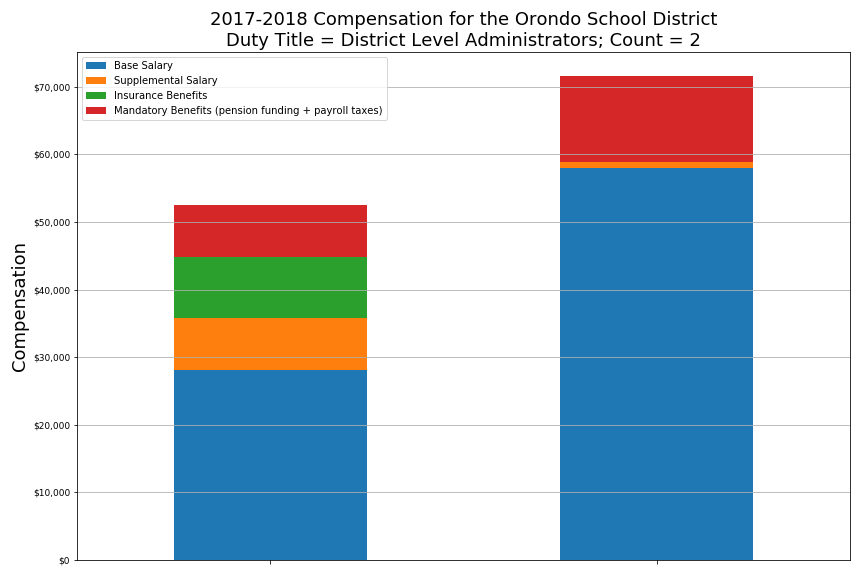 2017-2018 Compensation for the Orondo School District
Duty Title = District Level Administrators; Count = 2
Base Salary
Supplemental Salary
Insurance Benefits
Mandatory Benefits (pension funding + payroll taxes)
$70,000
$60,000
$50,000
$40,000
$30,000
$20,000
$10,000
$0
Compensation